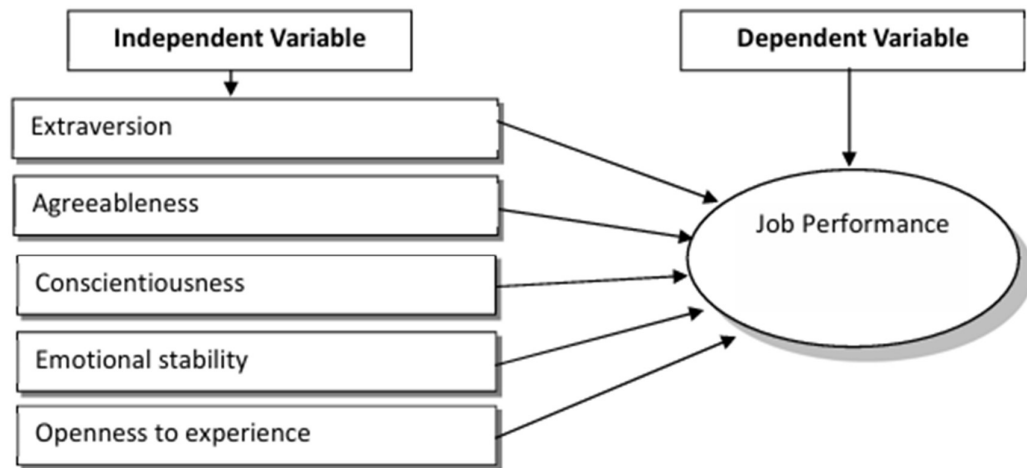 Independent Variable
Dependent Variable
Extraversion
Agreeableness
Conscientiousness
Emotional stability
Openness to experience
Job Performance